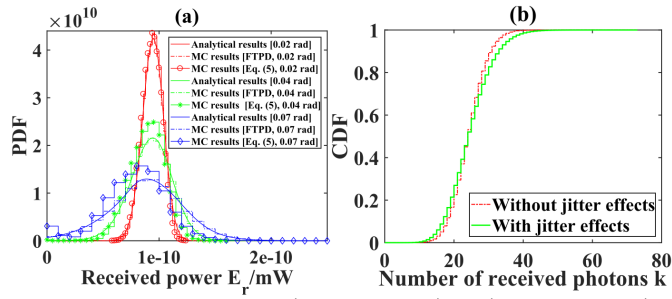 ×10^10
(a)
Analytical results [0.02 rad]
MC results [FTPD, 0.02 rad]
MC results [Eq. (5), 0.02 rad]
Analytical results [0.04 rad]
MC results [FTPD, 0.04 rad]
MC results [Eq. (5), 0.04 rad]
Analytical results [0.07 rad]
MC results [FTPD, 0.07 rad]
MC results [Eq. (5), 0.07 rad]
PDF
4
3
2
1
0
0
1e-10
2e-10
Received power E_r/mW
(b)
CDF
1
0.8
0.6
0.4
0.2
0
Without jitter effects
With jitter effects
0
20
40
60
80
Number of received photons k